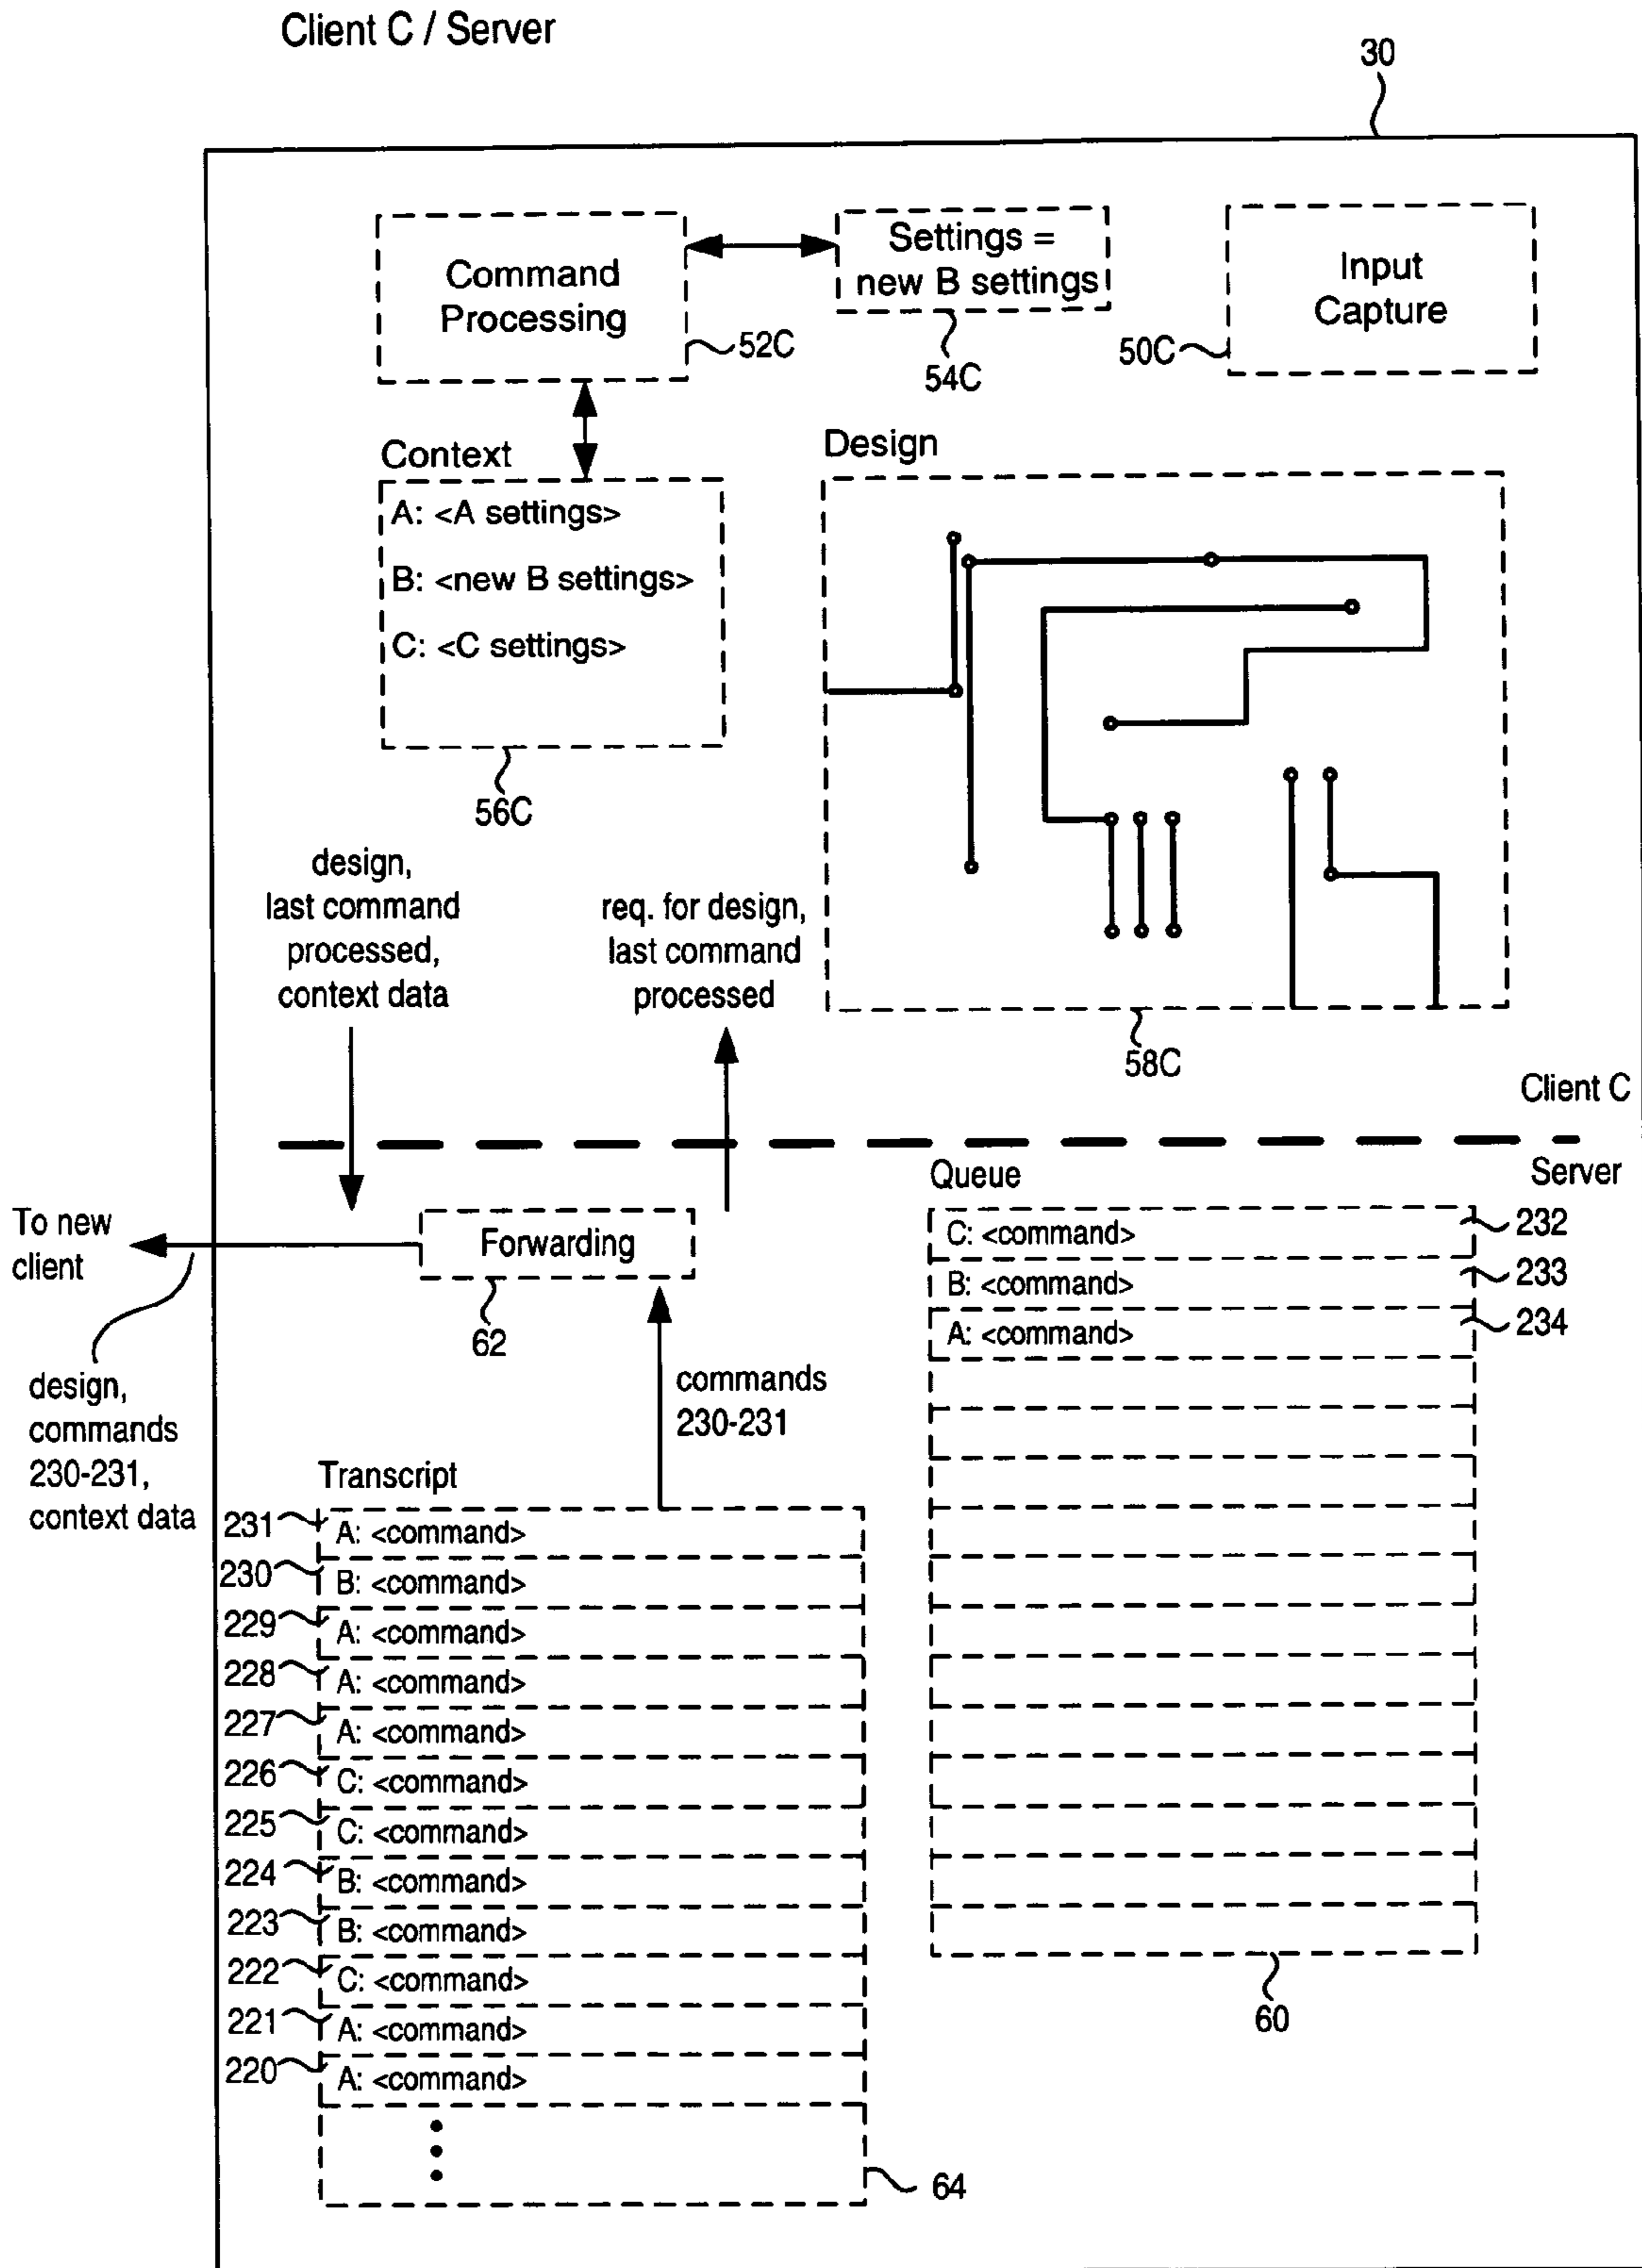 Client C / Server
30
Command
Processing
52C
Settings =
new B settings
54C
Input
Capture
50C
Context
A: <A settings>
B: <new B settings>
C: <C settings>
56C
Design
58C
design,
last command
processed,
context data
req. for design,
last command
processed
Client C
Server
To new
client
Forwarding
62
design,
commands
230-231,
context data
commands
230-231
Queue
C: <command>
232
B: <command>
233
A: <command>
234
60
Transcript
231
A: <command>
230
B: <command>
229
A: <command>
228
A: <command>
227
A: <command>
226
C: <command>
225
C: <command>
224
B: <command>
223
B: <command>
222
C: <command>
221
A: <command>
220
A: <command>
64